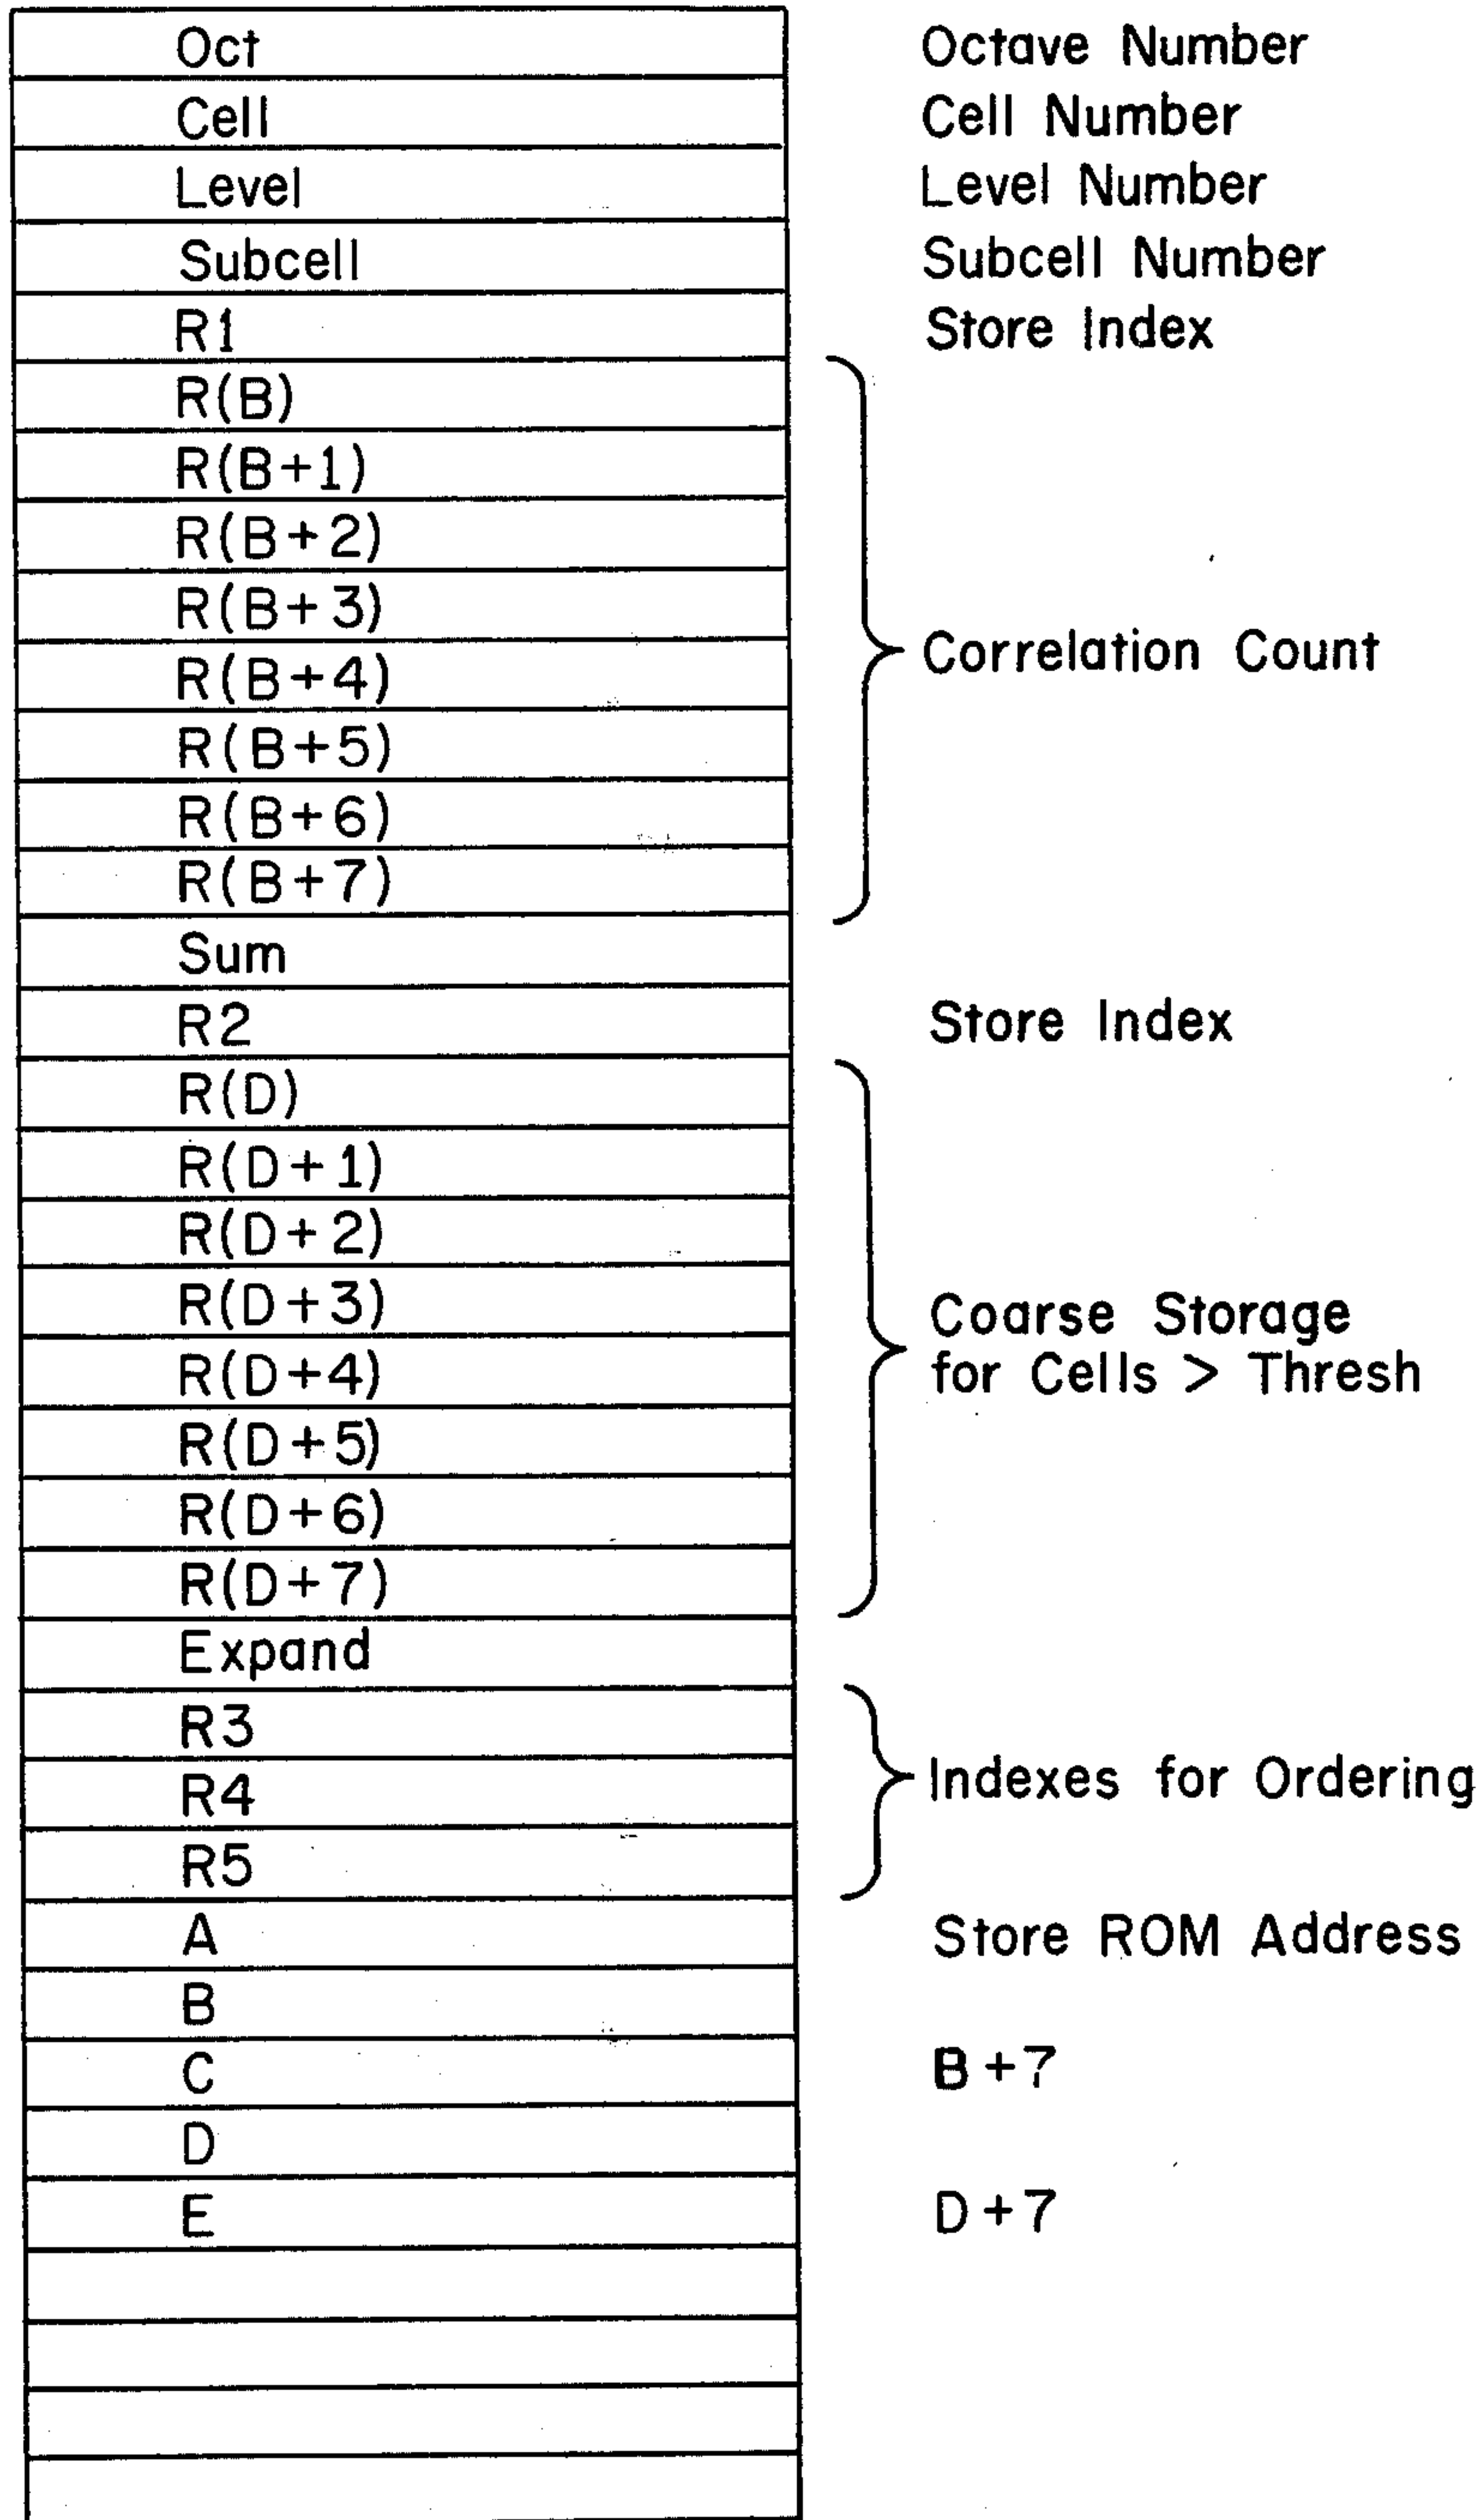 Oct Octave Number
Cell Cell Number
Level Level Number
Subcell Subcell Number
R1 Store Index
R(B)
R(B+1)
R(B+2)
R(B+3)
R(B+4) Correlation Count
R(B+5)
R(B+6)
R(B+7)
Sum
R2 Store Index
R(D)
R(D+1)
R(D+2)
R(D+3) Coarse Storage
R(D+4) for Cells > Thresh
R(D+5)
R(D+6)
R(D+7)
Expand
R3
R4 Indexes for Ordering
R5
A Store ROM Address
B
C B+7
D
E D+7